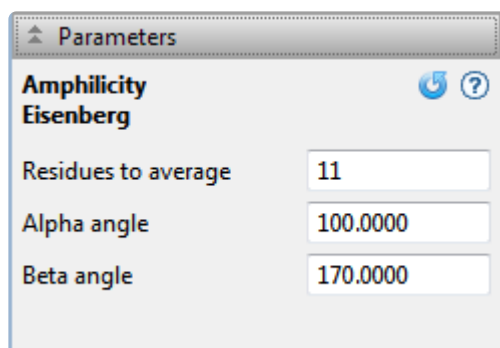 Parameters
Amphilicity
Eisenberg
?
Residues to average 11
Alpha angle 100.0000
Beta angle 170.0000